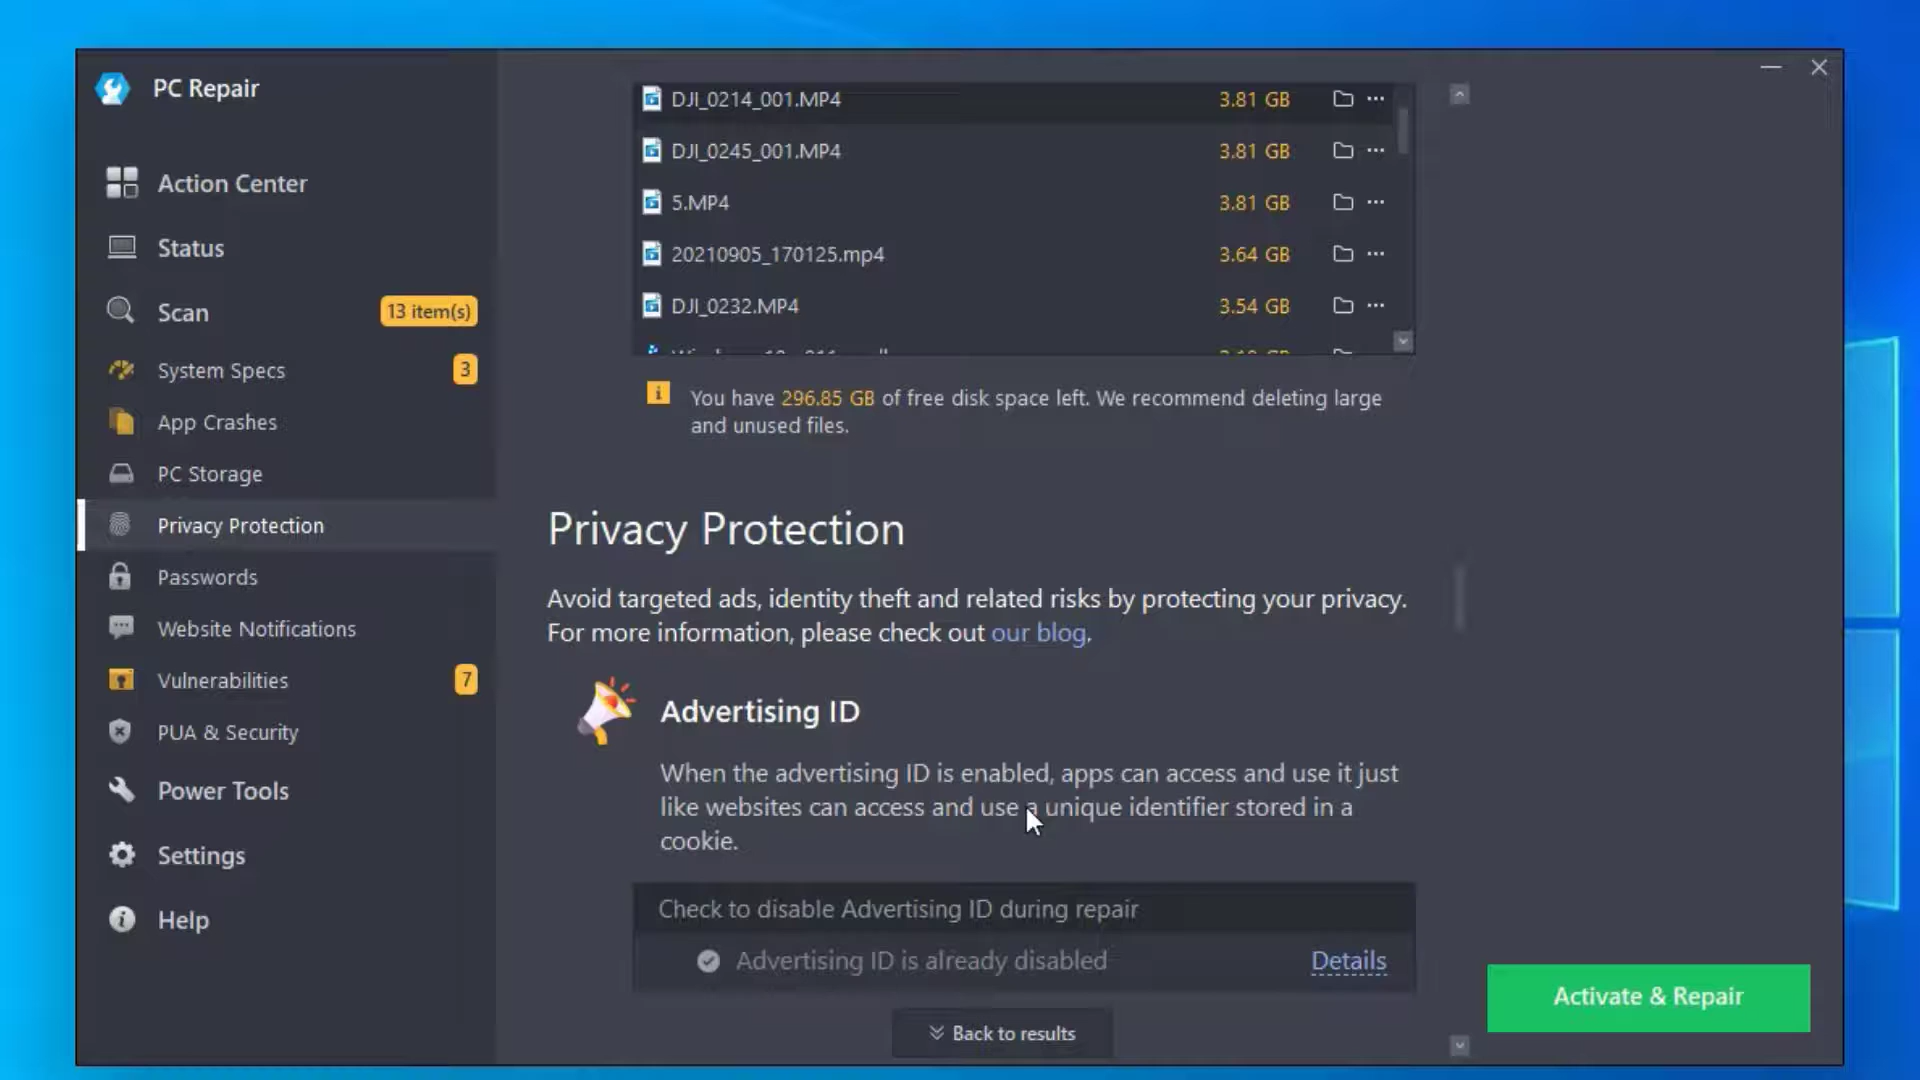 PC Repair
Action Center
Status
Scan
13 item(s)
System Specs
3
App Crashes
PC Storage
Privacy Protection
Passwords
Website Notifications
Vulnerabilities
7
PUA & Security
Power Tools
Settings
Help
DJI_0214_001.MP4 3.81 GB
DJI_0245_001.MP4 3.81 GB
5.MP4 3.81 GB
20210905_170125.mp4 3.64 GB
DJI_0232.MP4 3.54 GB
You have 296.85 GB of free disk space left. We recommend deleting large
and unused files.
Privacy Protection
Avoid targeted ads, identity theft and related risks by protecting your privacy.
For more information, please check out our blog.
Advertising ID
When the advertising ID is enabled, apps can access and use it just
like websites can access and use a unique identifier stored in a
cookie.
Check to disable Advertising ID during repair
Advertising ID is already disabled Details
Back to results
Activate & Repair